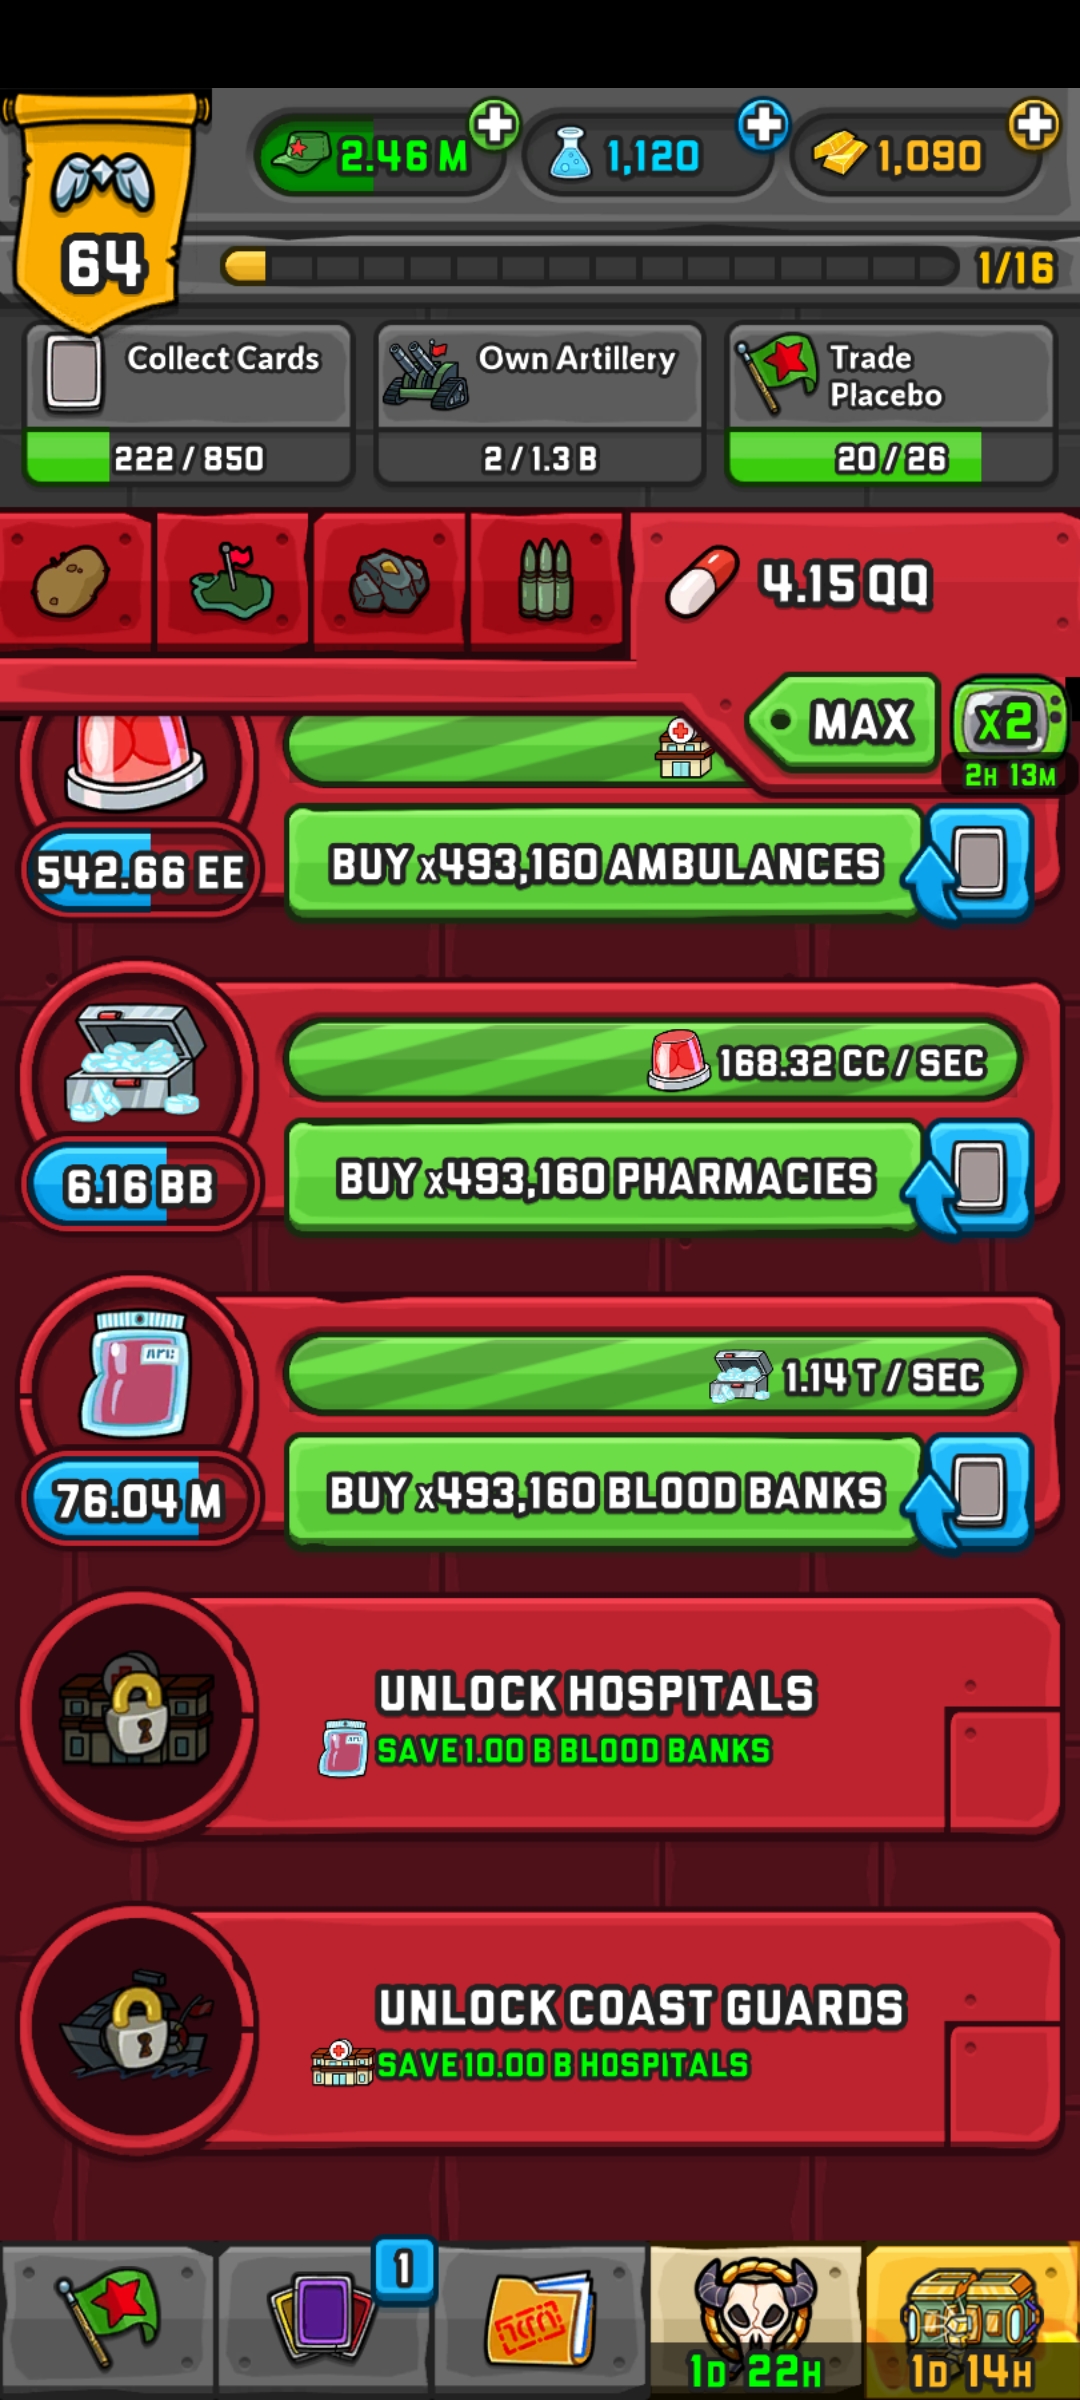 2.46 M
1,120
1,090
64
1/16
Collect Cards
222 / 850
Own Artillery
2 / 1.3 B
Trade
Placebo
20 / 26
4.15 QQ
MAX
x2
2H 13M
542.66 EE
BUY x493,160 AMBULANCES
168.32 CC / SEC
6.16 BB
BUY x493,160 PHARMACIES
1.14 T / SEC
76.04 M
BUY x493,160 BLOOD BANKS
UNLOCK HOSPITALS
SAVE 1.00 B BLOOD BANKS
UNLOCK COAST GUARDS
SAVE 10.00 B HOSPITALS
1
1D 22H
1D 14H